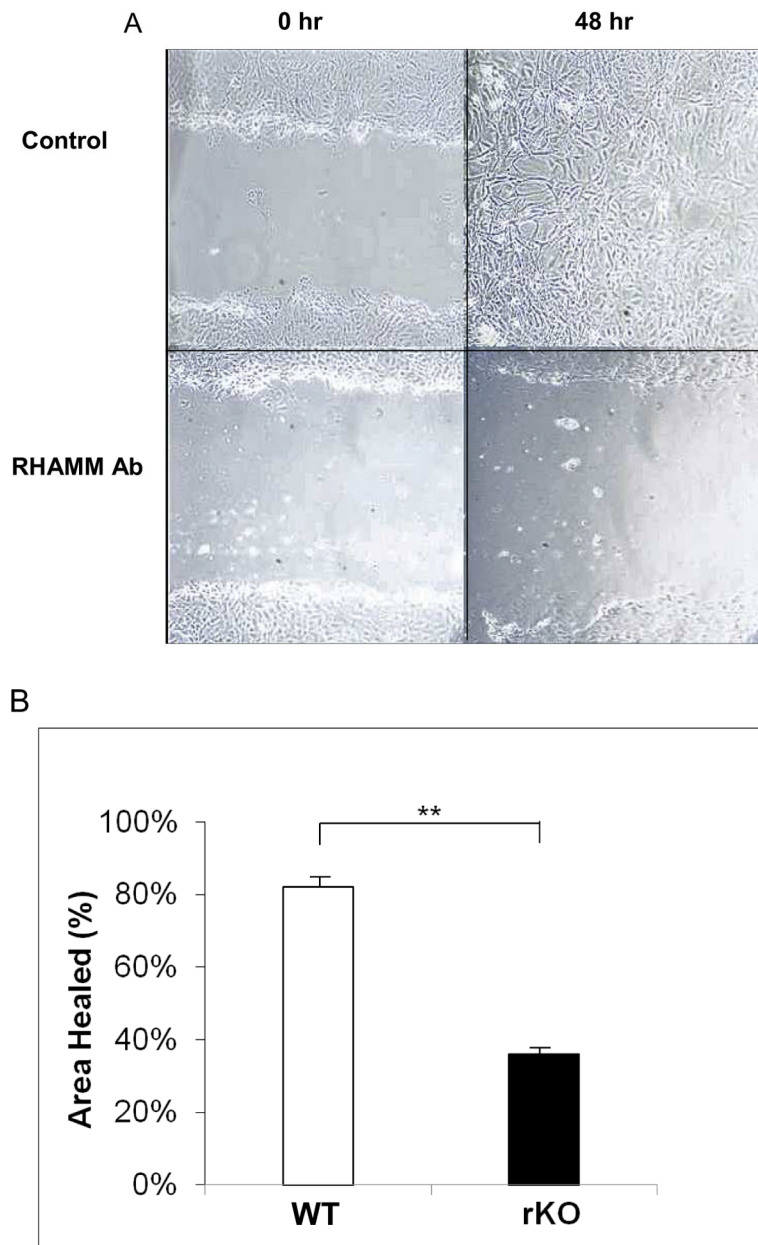 A
0 hr
48 hr
Control
RHAMM Ab
B
**
100%
80%
60%
40%
20%
0%
Area Healed (%)
WT
rKO